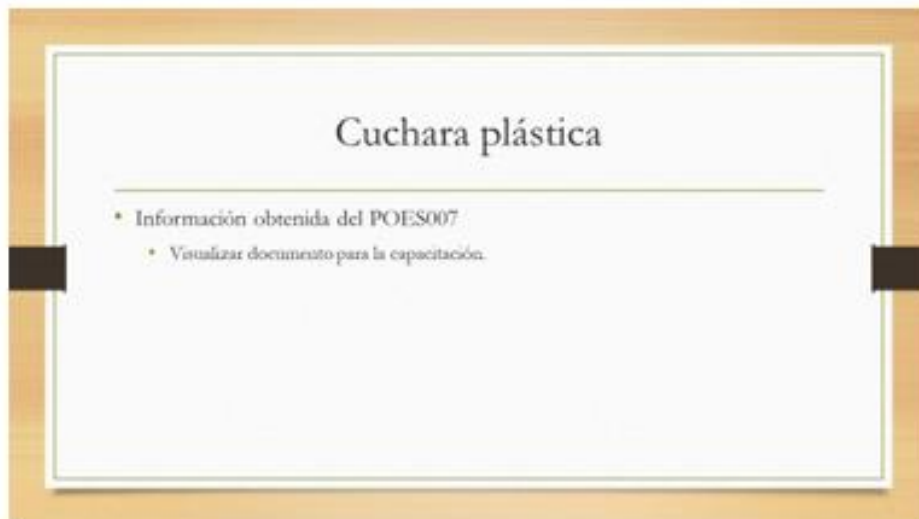 Cuchara plástica
• Información obtenida del POES007
• Visualizar documento para la capacitación.